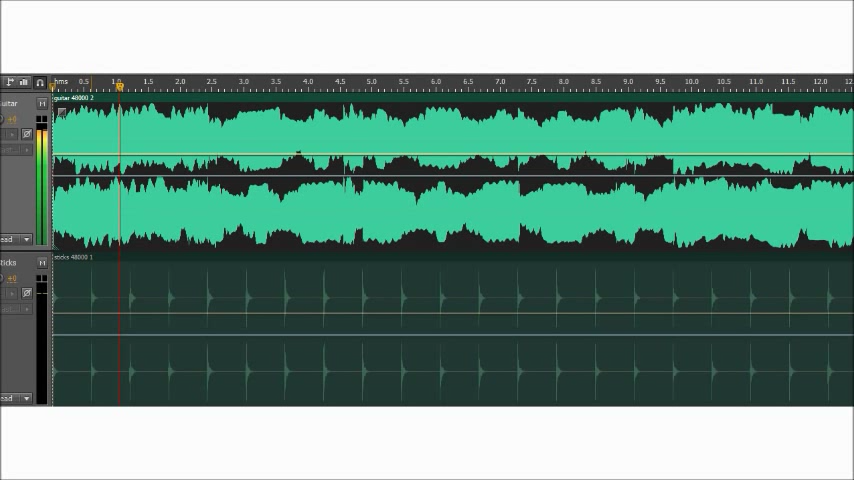 hms 0.5 1.0 1.5 2.0 2.5 3.0 3.5 4.0 4.5 5.0 5.5 6.0 6.5 7.0 7.5 8.0 8.5 9.0 9.5 10.0 10.5 11.0 11.5 12.0 12.
guitar 48000 2
uitar M
±0
ead
sticks 48000 1
ticks M
±0
ead